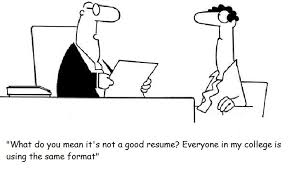 "What do you mean it's not a good resume? Everyone in my college is
using the same format"